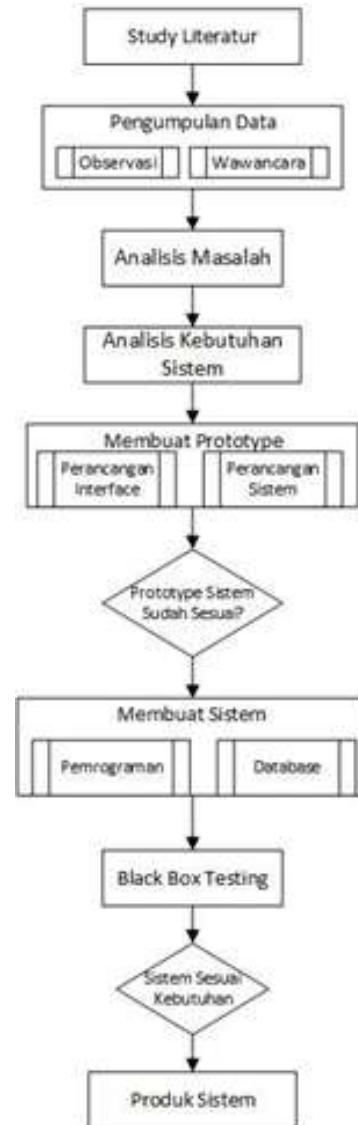 Study Literatur
Pengumpulan Data
Observasi Wawancara
Analisis Masalah
Analisis Kebutuhan
Sistem
Membuat Prototype
Perancangan Perancangan
Interface Sistem
Prototype Sistem
Sudah Sesuai?
Membuat Sistem
Pemrograman Database
Black Box Testing
Sistem Sesuai
Kebutuhan
Produk Sistem